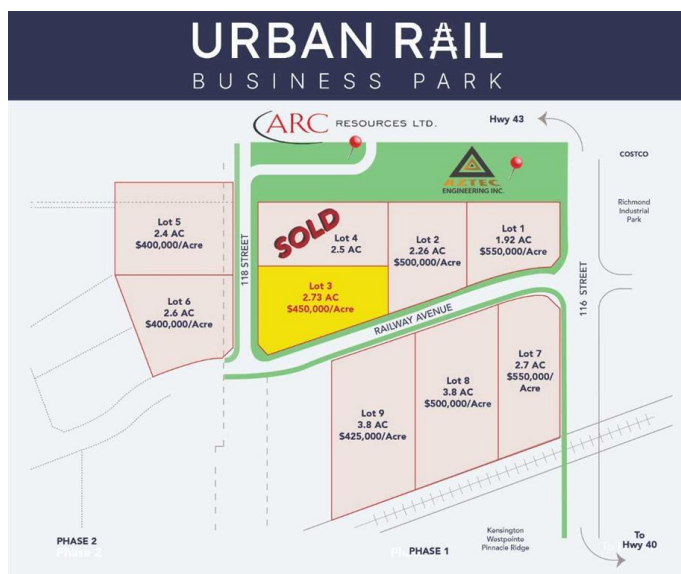 URBAN RAIL
BUSINESS PARK
ARC RESOURCES LTD.
Hwy 43
COSTCO
AZTEC
ENGINEERING INC.
Richmond
Industrial
Park
Lot 5
2.4 AC
$400,000/Acre
118 STREET
SOLD
Lot 4
2.5 AC
Lot 2
2.26 AC
$500,000/Acre
Lot 1
1.92 AC
$550,000/Acre
Lot 6
2.6 AC
$400,000/Acre
Lot 3
2.73 AC
$450,000/Acre
116 STREET
RAILWAY AVENUE
Lot 7
2.7 AC
$550,000/
Acre
Lot 8
3.8 AC
$500,000/Acre
Lot 9
3.8 AC
$425,000/Acre
PHASE 2
Phase 2
PHASE 1
Kensington
Westpointe
Pinnacle Ridge
To
Hwy 40